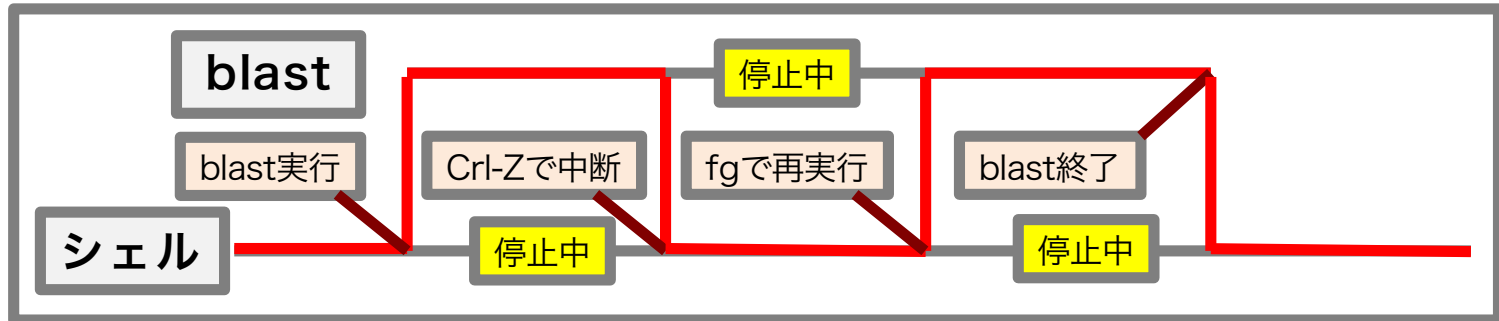 blast
停止中
blast実行
Crl-Zで中断
fgで再実行
blast終了
シェル
停止中
停止中